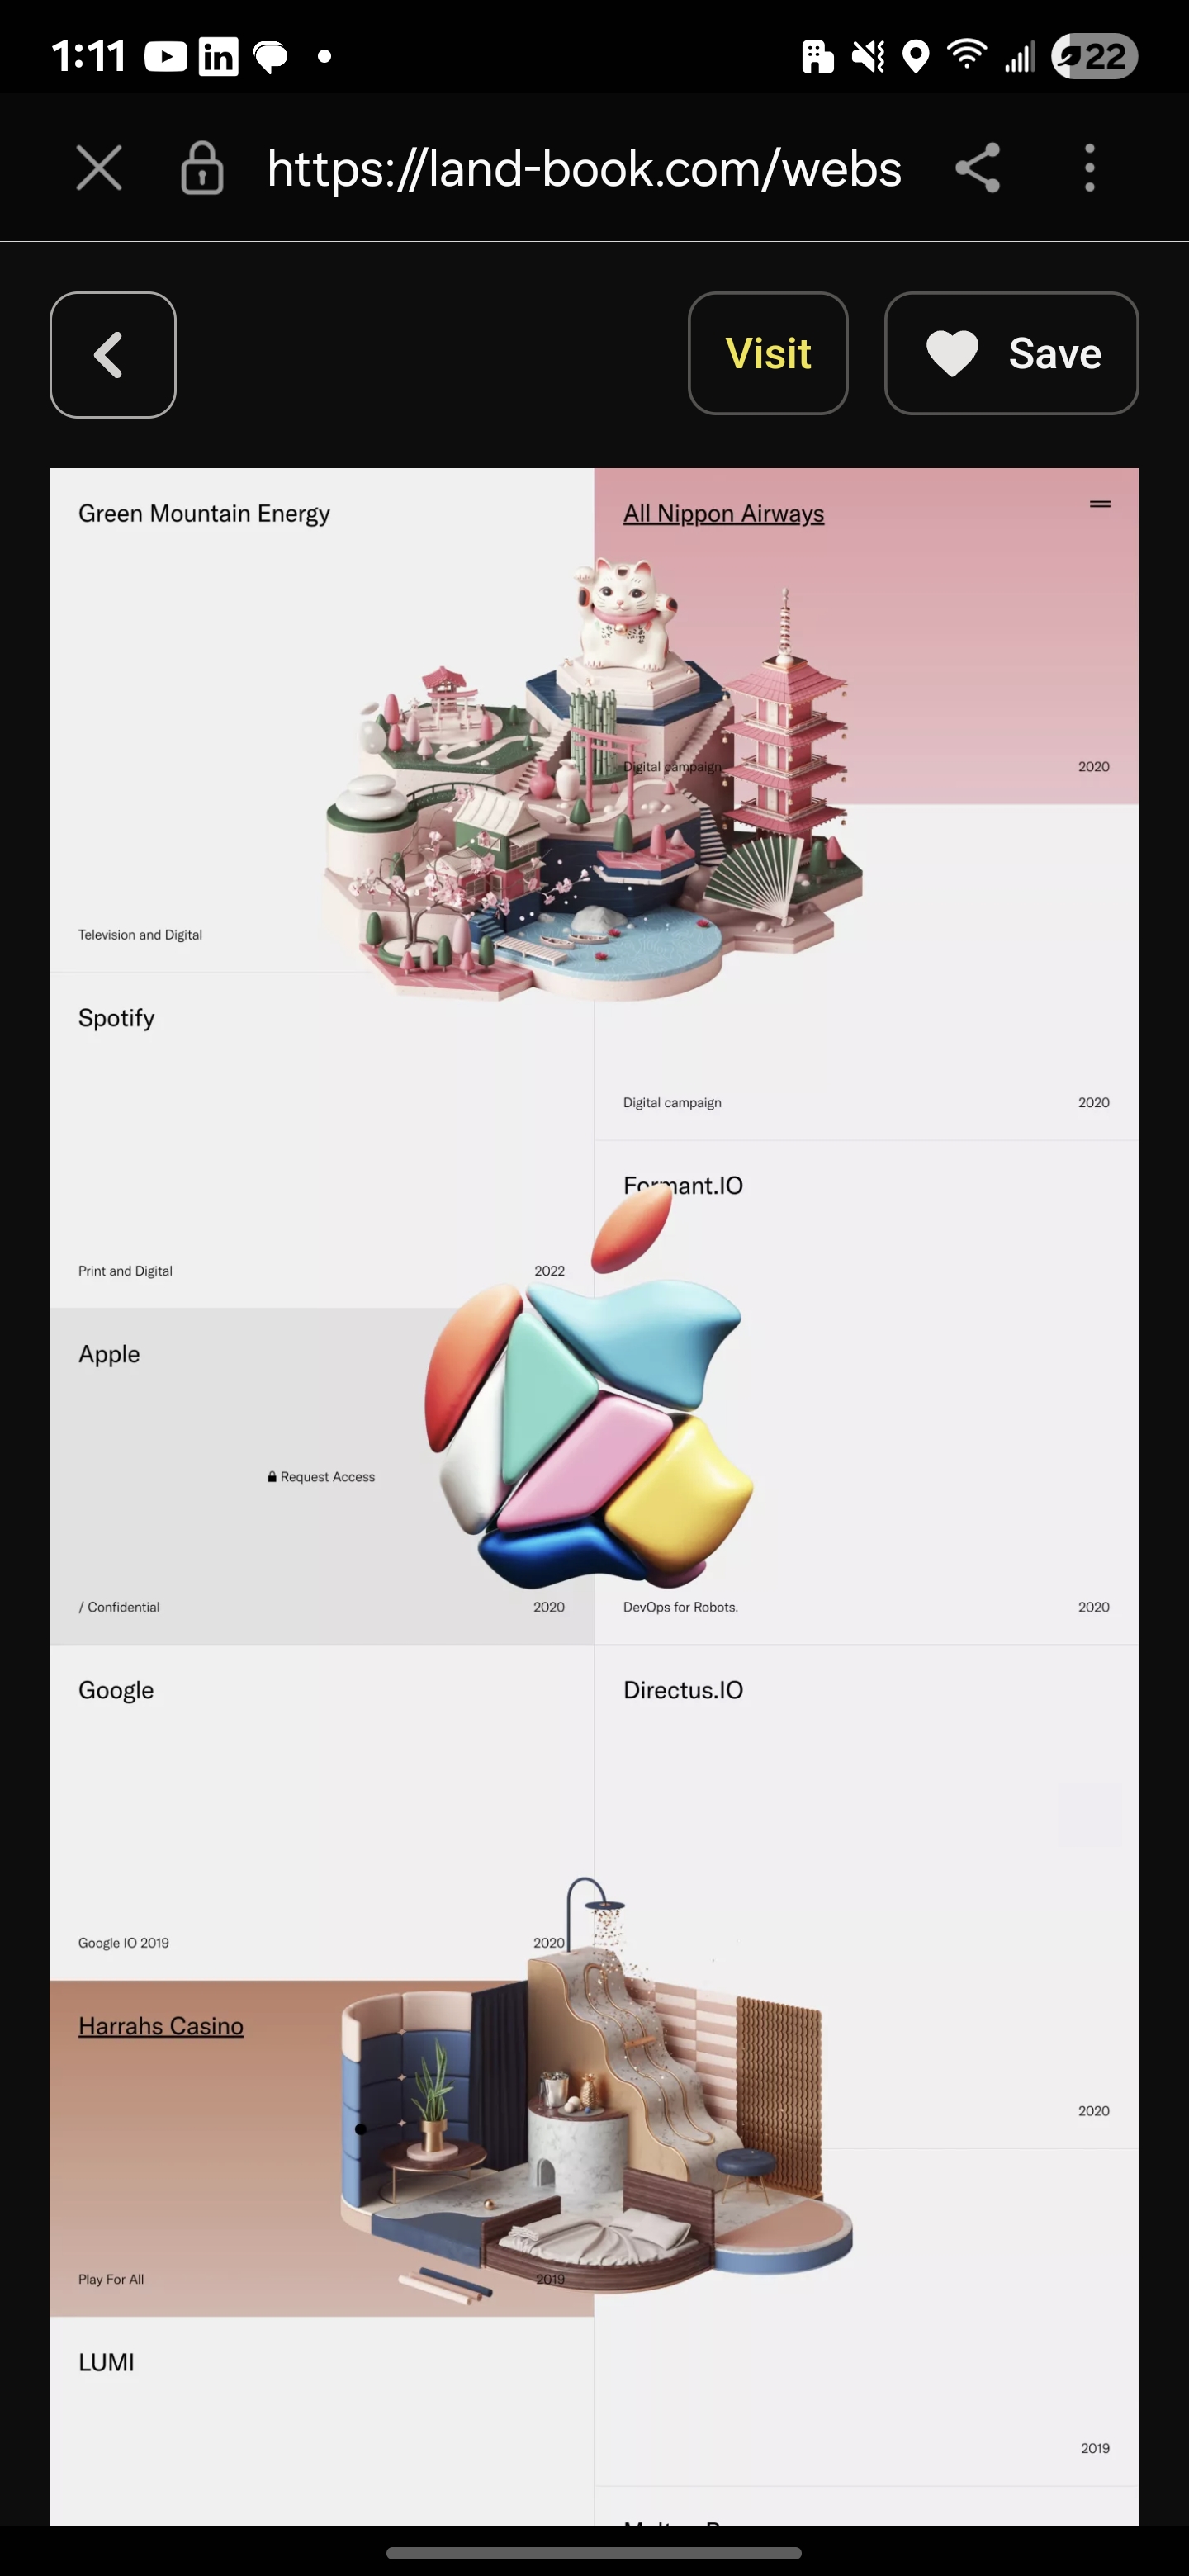 1:11
22
https://land-book.com/webs
Visit
Save
Green Mountain Energy
All Nippon Airways
Digital campaign
2020
Television and Digital
Spotify
Digital campaign
2020
Formant.IO
Print and Digital
2022
Apple
Request Access
/ Confidential
2020
DevOps for Robots.
2020
Google
Directus.IO
Google IO 2019
2020
Harrahs Casino
2020
Play For All
2019
LUMI
2019